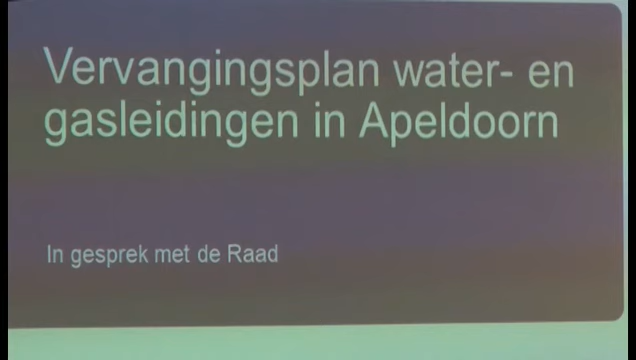 Vervangingsplan water- en
gasleidingen in Apeldoorn
In gesprek met de Raad